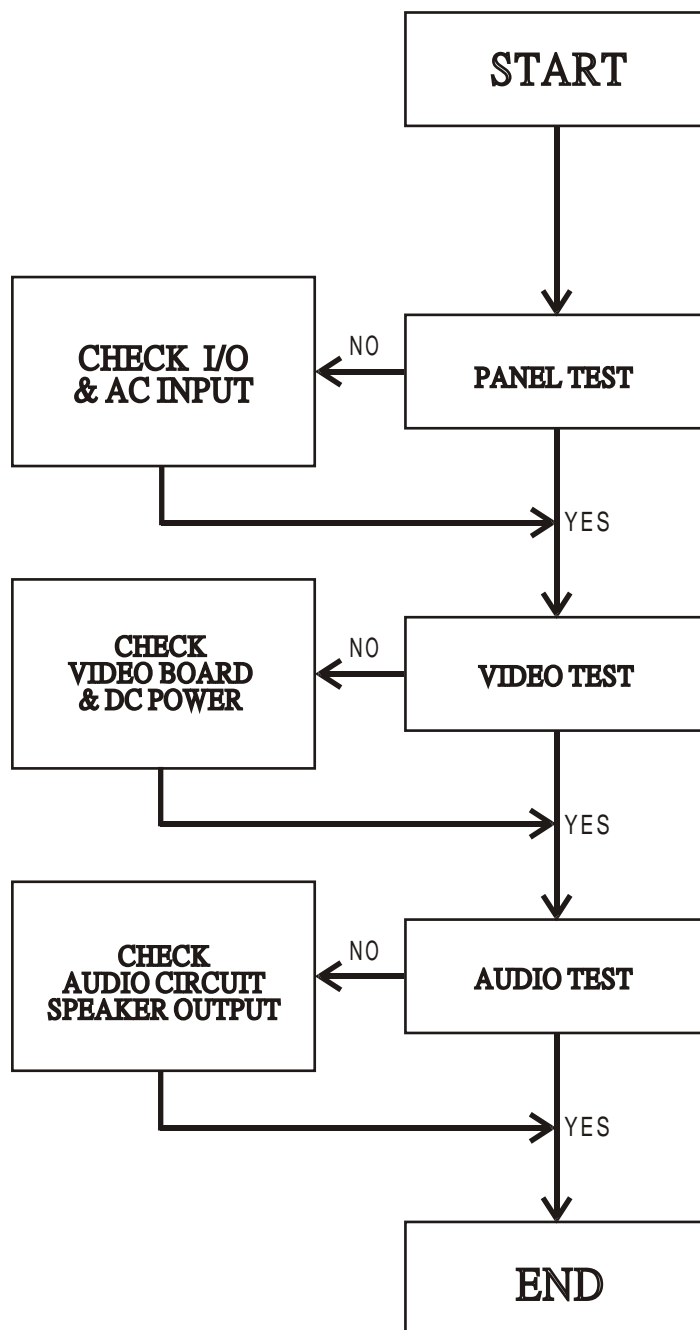 START
NO
CHECK I/O
& AC INPUT
PANEL TEST
YES
NO
CHECK
VIDEO BOARD
& DC POWER
VIDEO TEST
YES
NO
CHECK
AUDIO CIRCUIT
SPEAKER OUTPUT
AUDIO TEST
YES
END